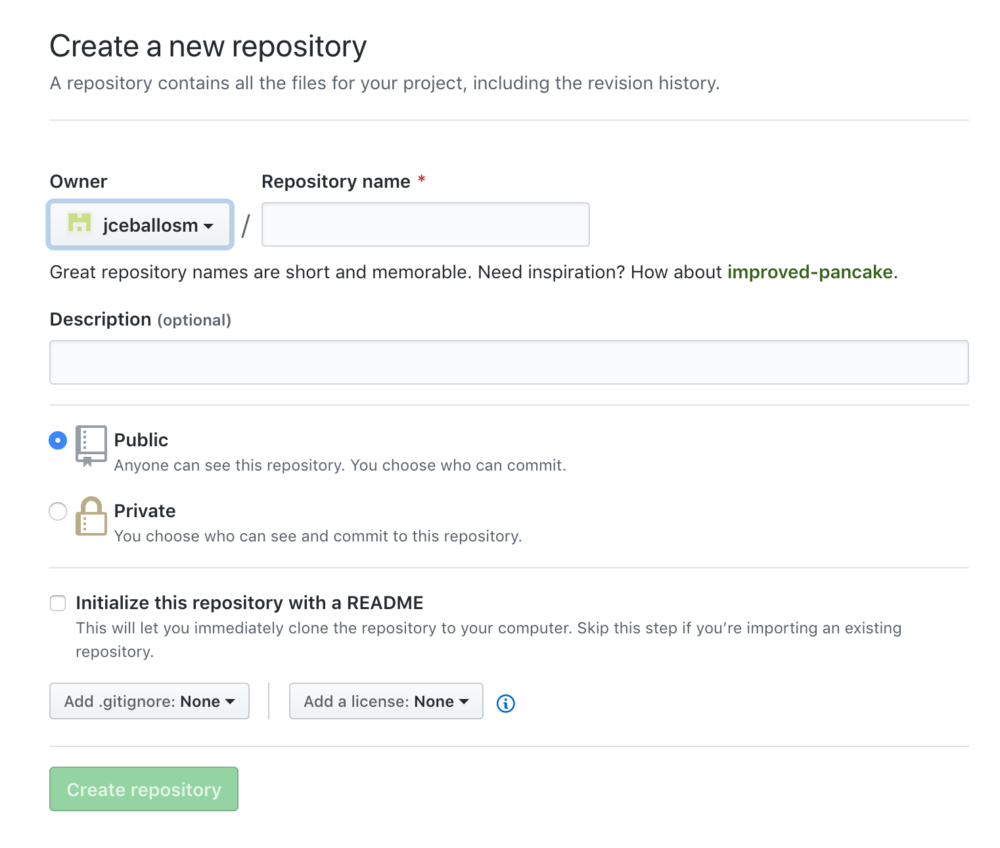 Create a new repository
A repository contains all the files for your project, including the revision history.
Owner
Repository name *
jceballosm
/
Great repository names are short and memorable. Need inspiration? How about improved-pancake.
Description (optional)
Public
Anyone can see this repository. You choose who can commit.
Private
You choose who can see and commit to this repository.
Initialize this repository with a README
This will let you immediately clone the repository to your computer. Skip this step if you’re importing an existing
repository.
Add .gitignore: None
Add a license: None
Create repository